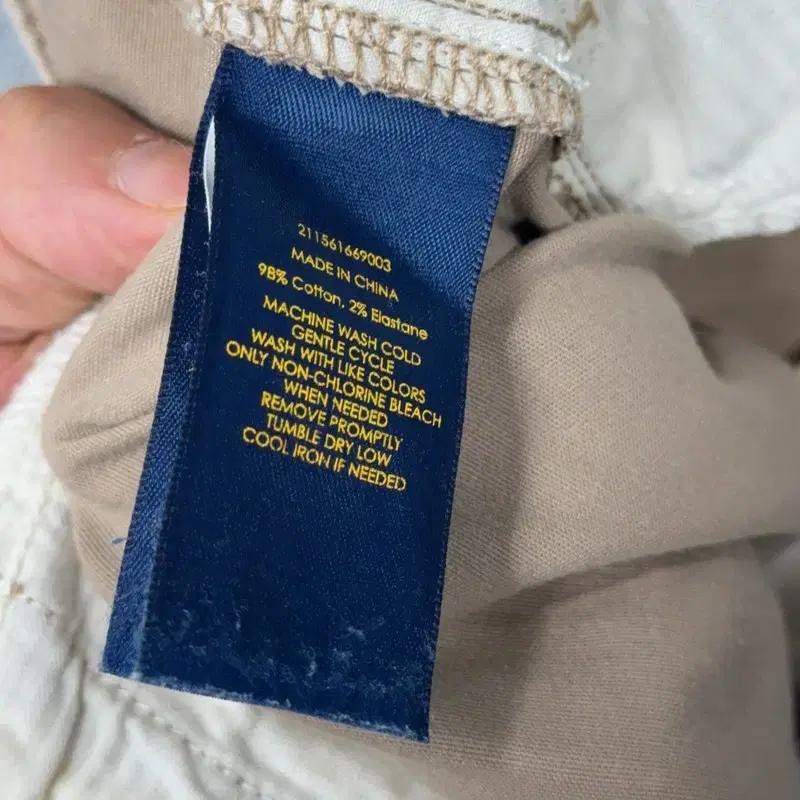 211561669003
MADE IN CHINA
98% Cotton, 2% Elastane
MACHINE WASH COLD
GENTLE CYCLE
WASH WITH LIKE COLORS
ONLY NON-CHLORINE BLEACH
WHEN NEEDED
REMOVE PROMPTLY
TUMBLE DRY LOW
COOL IRON IF NEEDED